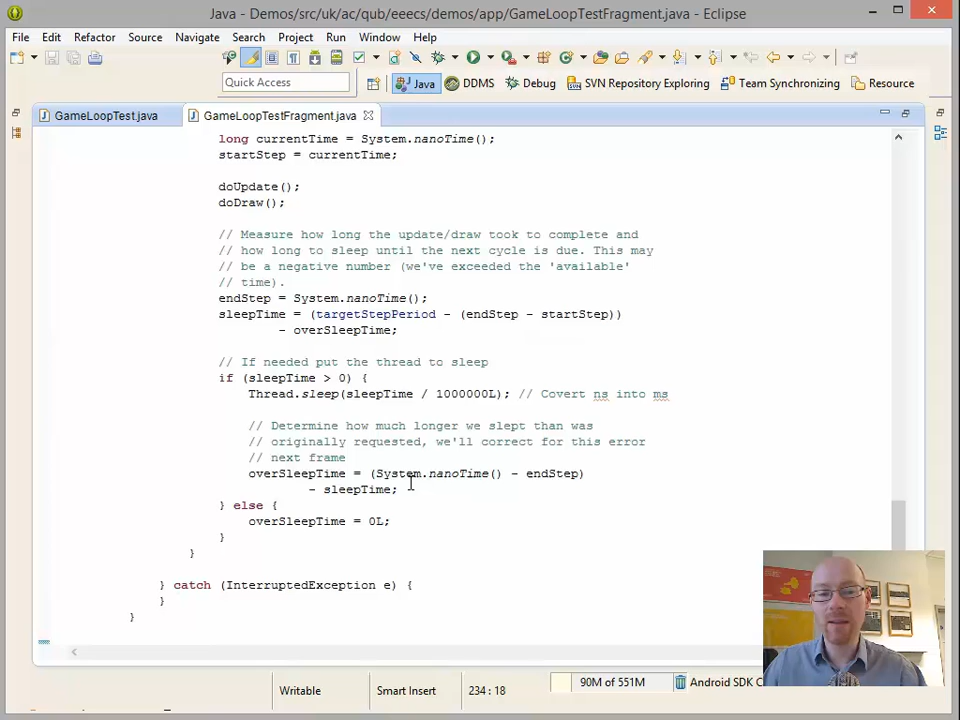 Java - Demos/src/uk/ac/qub/eeecs/demos/app/GameLoopTestFragment.java - Eclipse
File Edit Refactor Source Navigate Search Project Run Window Help
Quick Access Java DDMS Debug SVN Repository Exploring Team Synchronizing Resource
GameLoopTest.java GameLoopTestFragment.java
long currentTime = System.nanoTime();
startStep = currentTime;
doUpdate();
doDraw();
// Measure how long the update/draw took to complete and
// how long to sleep until the next cycle is due. This may
// be a negative number (we've exceeded the 'available'
// time).
endStep = System.nanoTime();
sleepTime = (targetStepPeriod - (endStep - startStep))
- overSleepTime;
// If needed put the thread to sleep
if (sleepTime > 0) {
Thread.sleep(sleepTime / 1000000L); // Covert ns into ms
// Determine how much longer we slept than was
// originally requested, we'll correct for this error
// next frame
overSleepTime = (System.nanoTime() - endStep)
- sleepTime;
} else {
overSleepTime = 0L;
}
}
} catch (InterruptedException e) {
}
}
Writable Smart Insert 234 : 18 90M of 551M Android SDK C